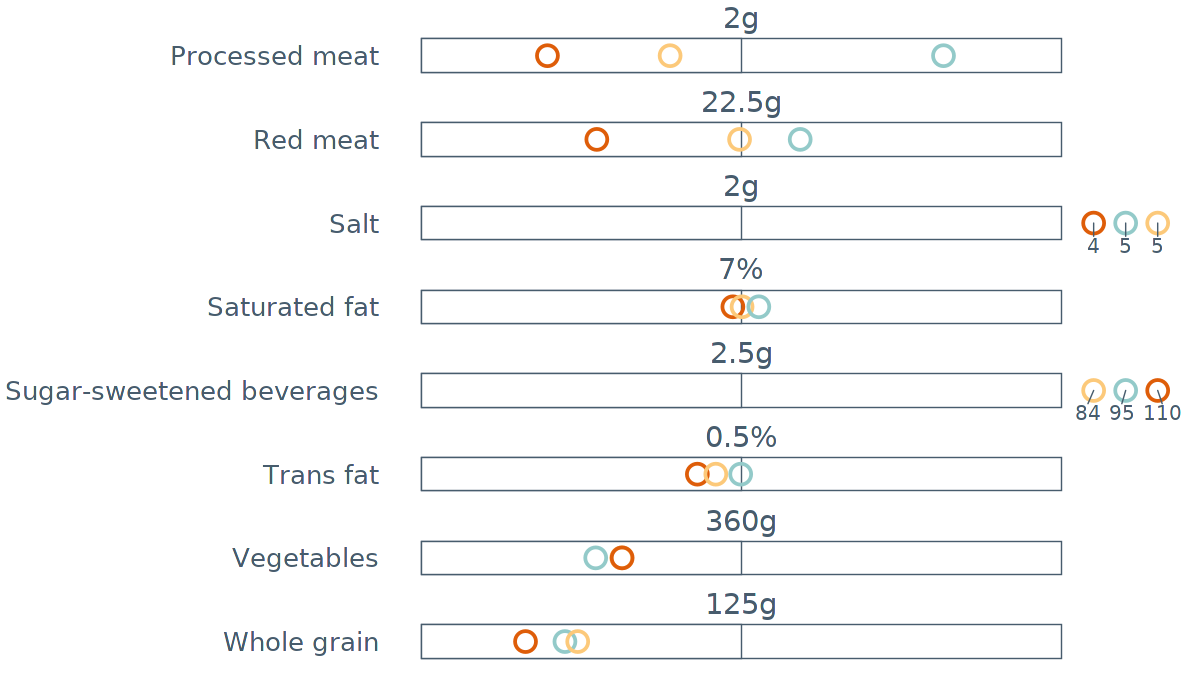 2g
Processed meat
22.5g
Red meat
2g
Salt
4 5 5
7%
Saturated fat
2.5g
Sugar-sweetened beverages
84 95 110
0.5%
Trans fat
360g
Vegetables
125g
Whole grain